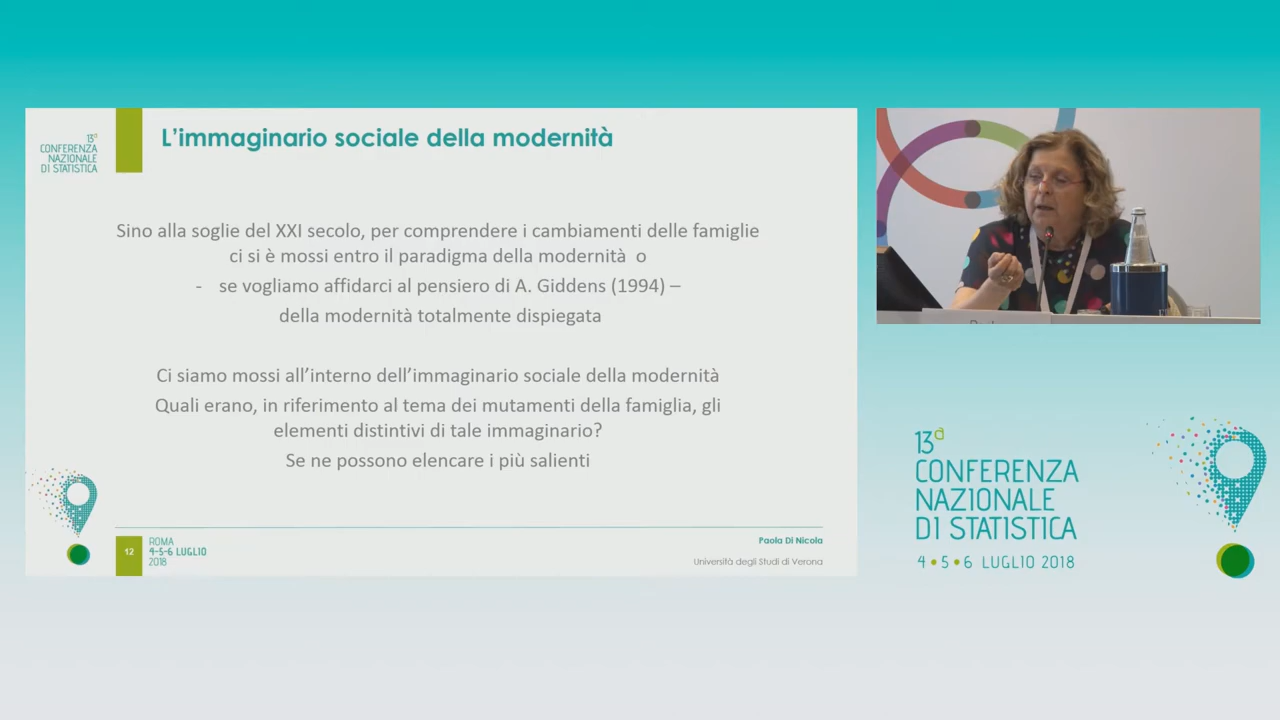 13a
CONFERENZA
NAZIONALE
DI STATISTICA
L'immaginario sociale della modernità
Sino alla soglie del XXI secolo, per comprendere i cambiamenti delle famiglie
ci si è mossi entro il paradigma della modernità o
- se vogliamo affidarci al pensiero di A. Giddens (1994) –
della modernità totalmente dispiegata
Ci siamo mossi all'interno dell'immaginario sociale della modernità
Quali erano, in riferimento al tema dei mutamenti della famiglia, gli
elementi distintivi di tale immaginario?
Se ne possono elencare i più salienti
12
ROMA
4-5-6 LUGLIO
2018
Paola Di Nicola
Università degli Studi di Verona
13a
CONFERENZA
NAZIONALE
DI STATISTICA
4 • 5 • 6 LUGLIO 2018